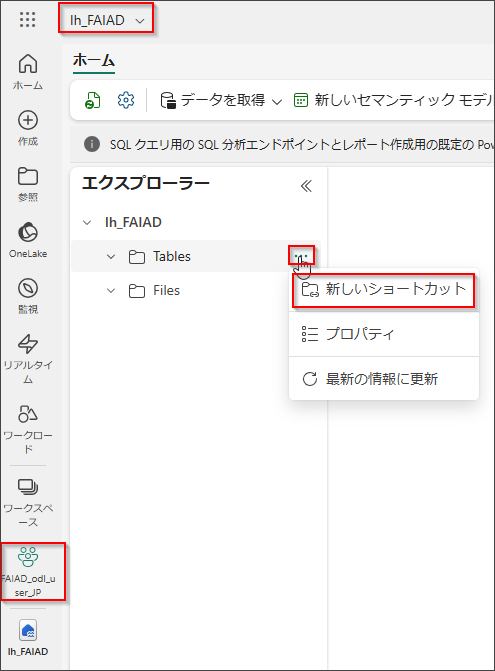 lh_FAIAD
ホーム
データを取得
新しいセマンティック モデル
SQL クエリ用の SQL 分析エンドポイントとレポート作成用の既定の Pow
エクスプローラー
lh_FAIAD
Tables
Files
新しいショートカット
プロパティ
最新の情報に更新
ホーム
作成
参照
OneLake
監視
リアルタイ
ム
ワークロー
ド
ワークス
ペース
FAIAD_odl_u
ser_JP
lh_FAIAD